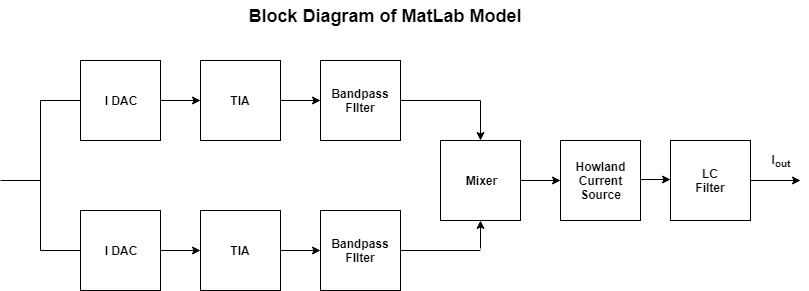 Block Diagram of MatLab Model
I DAC
TIA
Bandpass
FIlter
Mixer
Howland
Current
Source
LC
Filter
Iout
I DAC
TIA
Bandpass
FIlter